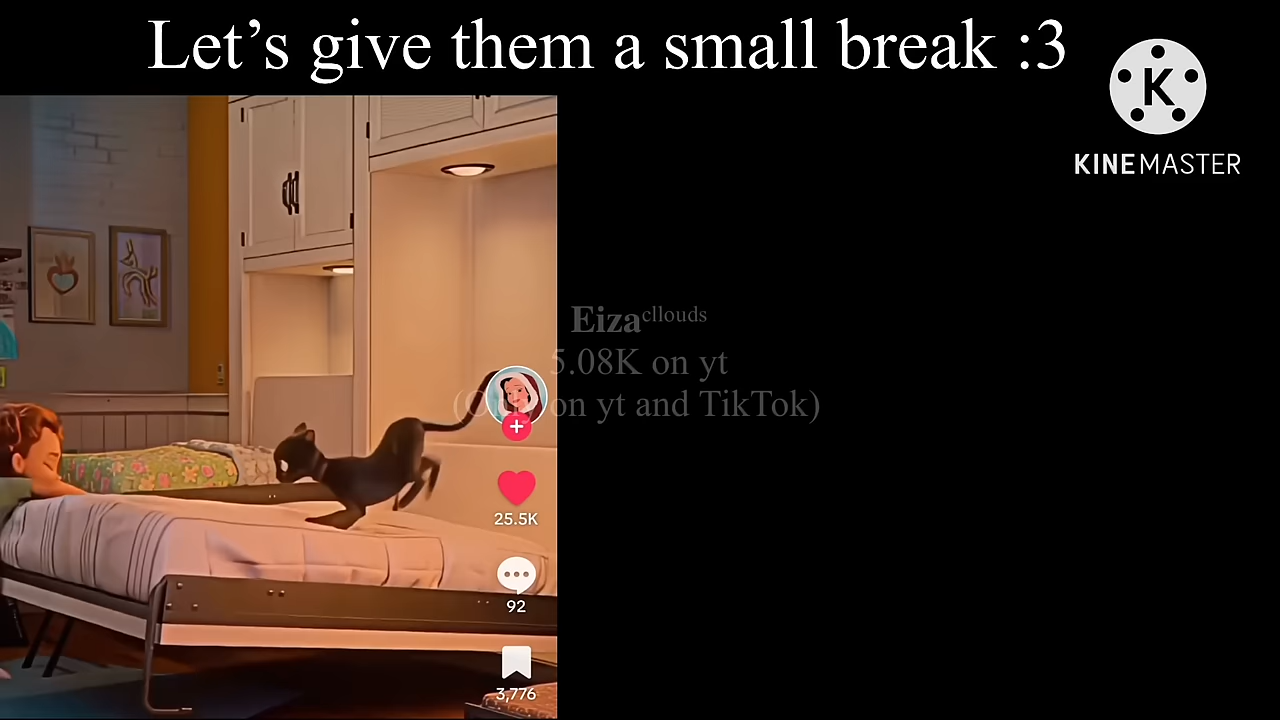 Let’s give them a small break :3
K
KINEMASTER
Eizacllouds
5.08K on yt
(Only on yt and TikTok)
25.5K
92
3,776